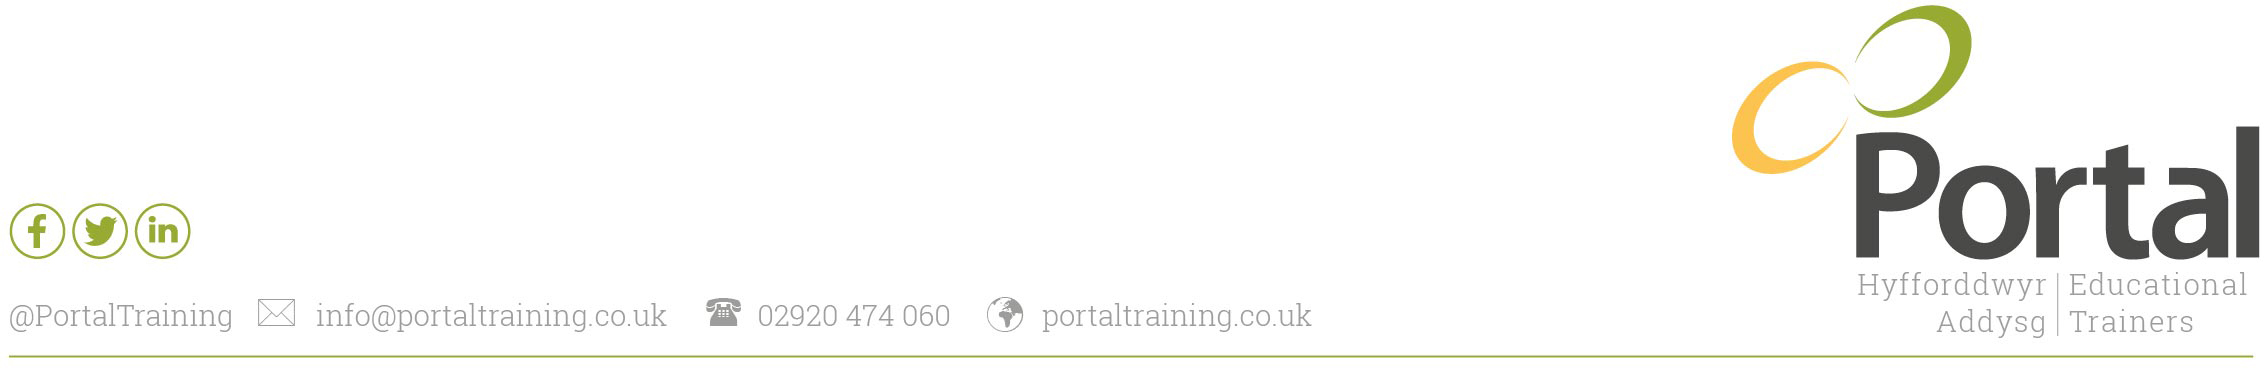 @PortalTraining info@portaltraining.co.uk 02920 474 060 portaltraining.co.uk
Portal
Hyfforddwyr | Educational
Addysg | Trainers